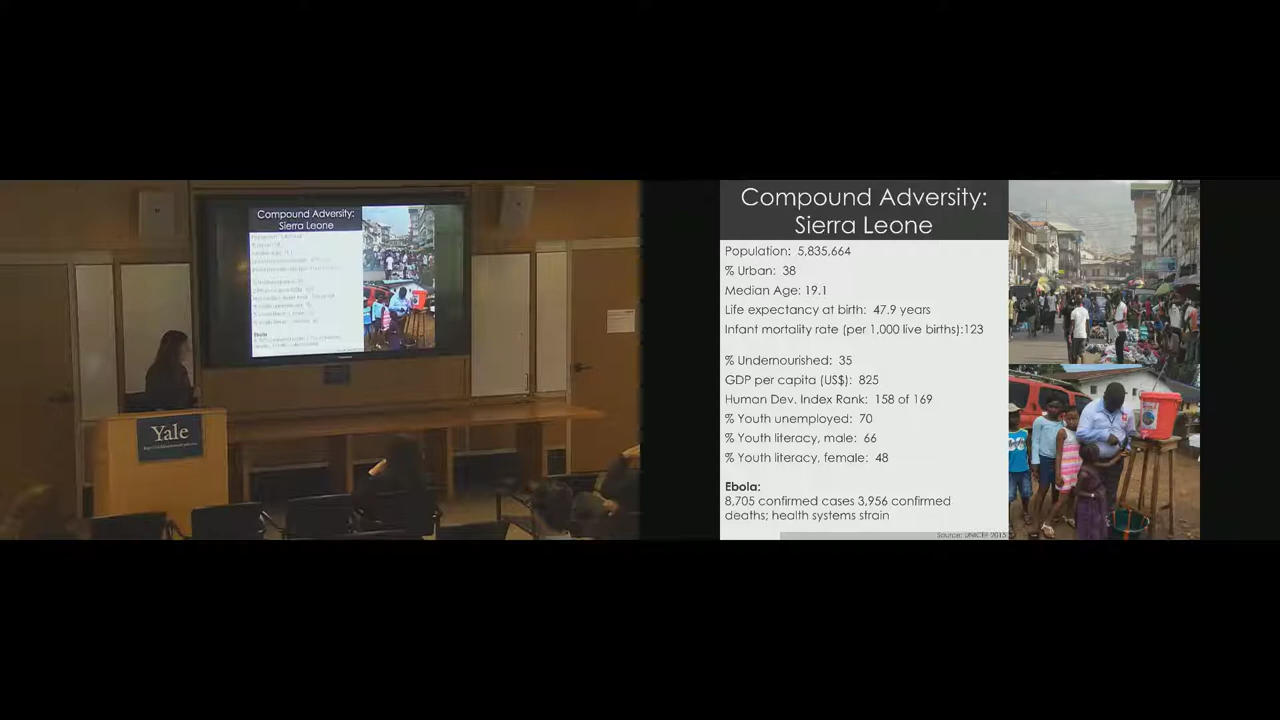 Compound Adversity:
Sierra Leone
Yale
Compound Adversity:
Sierra Leone
Population: 5,835,664
% Urban: 38
Median Age: 19.1
Life expectancy at birth: 47.9 years
Infant mortality rate (per 1,000 live births):123
% Undernourished: 35
GDP per capita (US$): 825
Human Dev. Index Rank: 158 of 169
% Youth unemployed: 70
% Youth literacy, male: 66
% Youth literacy, female: 48
Ebola:
8,705 confirmed cases 3,956 confirmed
deaths; health systems strain
Source: UNICEF 2015